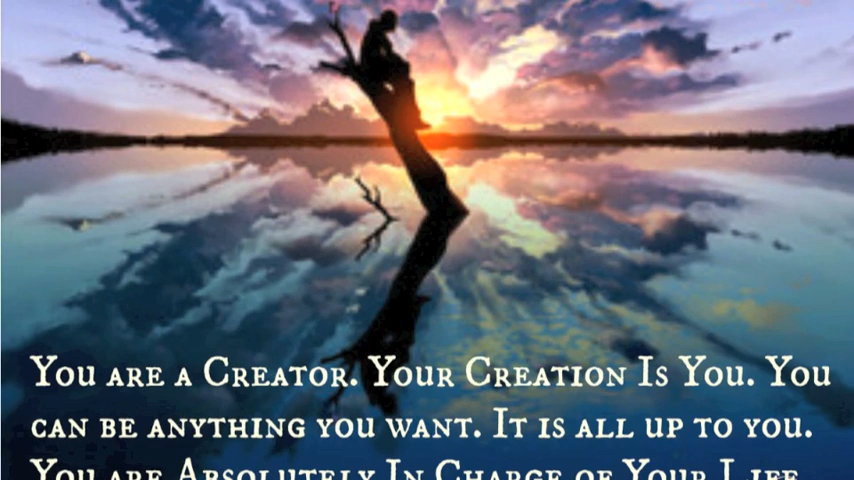 You are a Creator. Your Creation Is You. You
can be anything you want. It is all up to you.
You are Absolutely In Charge of Your Life